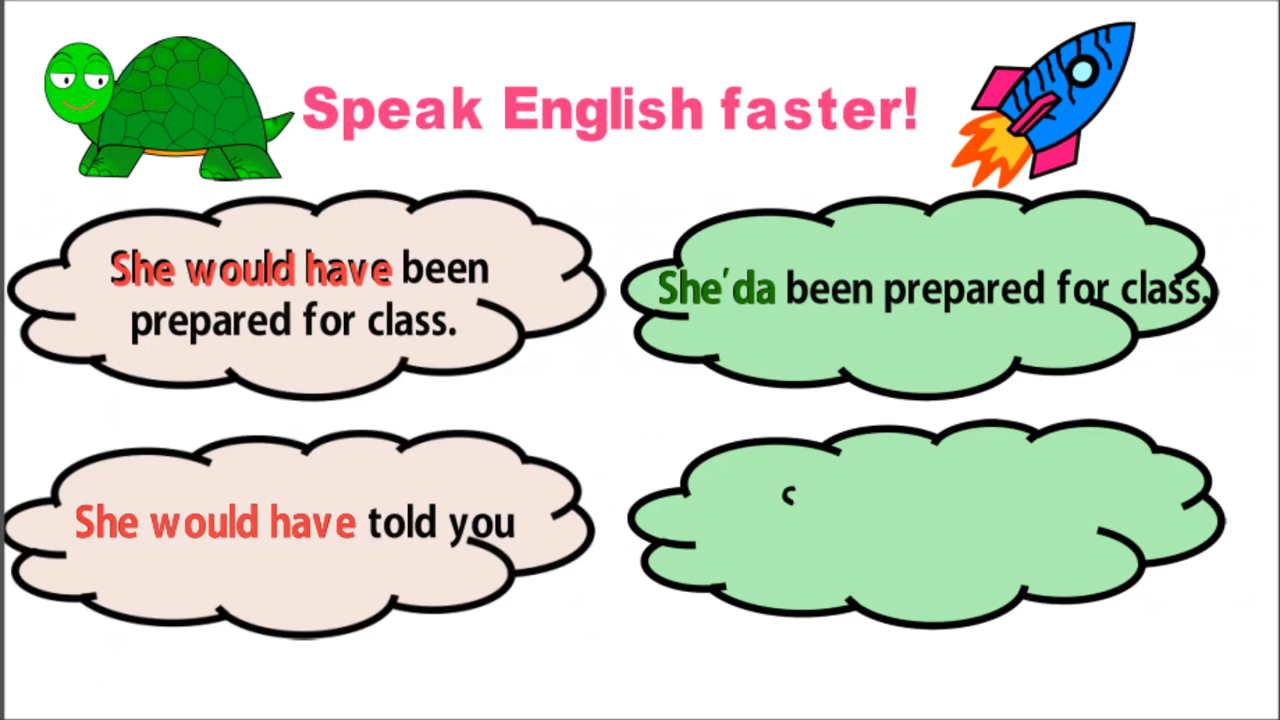 Speak English faster!
She would have been
prepared for class.
She'da been prepared for class.
She would have told you